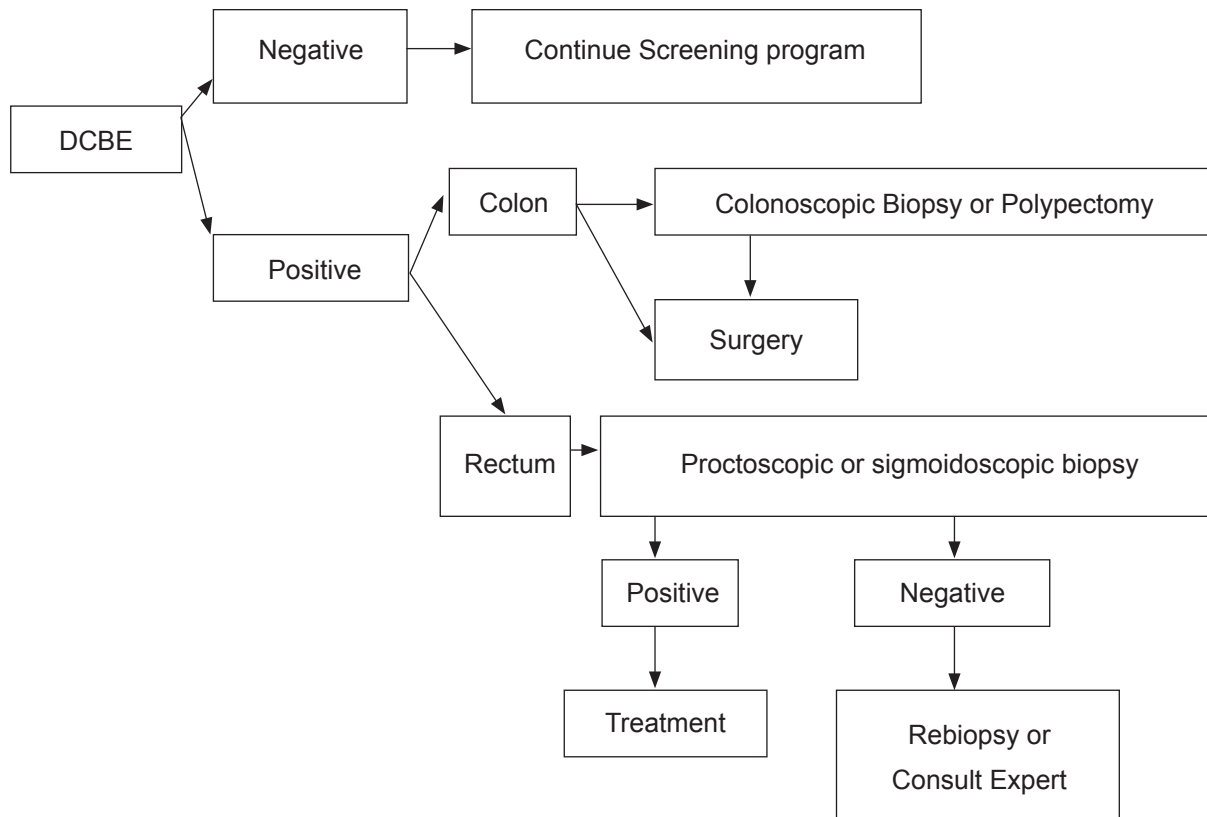 Negative
Continue Screening program
DCBE
Colon
Colonoscopic Biopsy or Polypectomy
Positive
Surgery
Rectum
Proctoscopic or sigmoidoscopic biopsy
Positive
Negative
Treatment
Rebiopsy or
Consult Expert